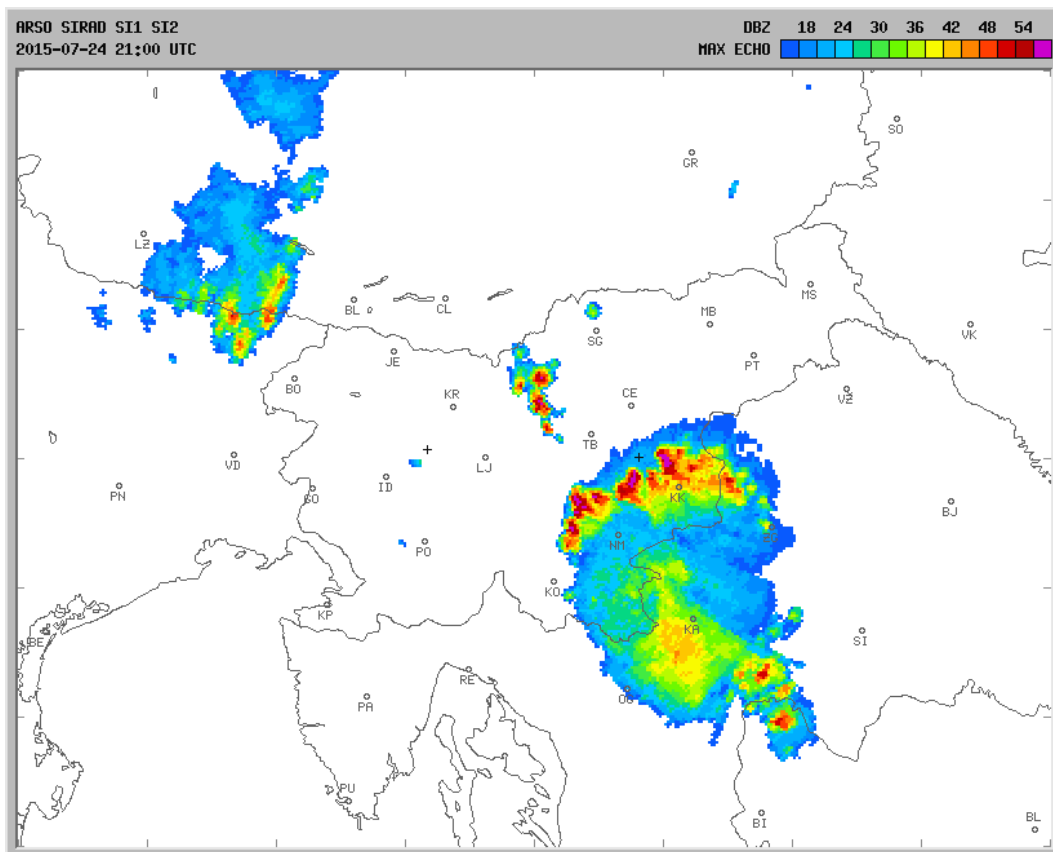 ARSO SIRAD SI1 SI2
DBZ 18 24 30 36 42 48 54
2015-07-24 21:00 UTC
MAX ECHO
SO
GR
LZ
MS
BL
CL
MB
VK
SG
JE
PT
BO
VŽ
KR
CE
TB
VD
LJ
ID
PN
GO
KK
BJ
PO
NM
ZG
KO
KP
KA
BE
SI
RE
OG
PA
PU
BI
BL